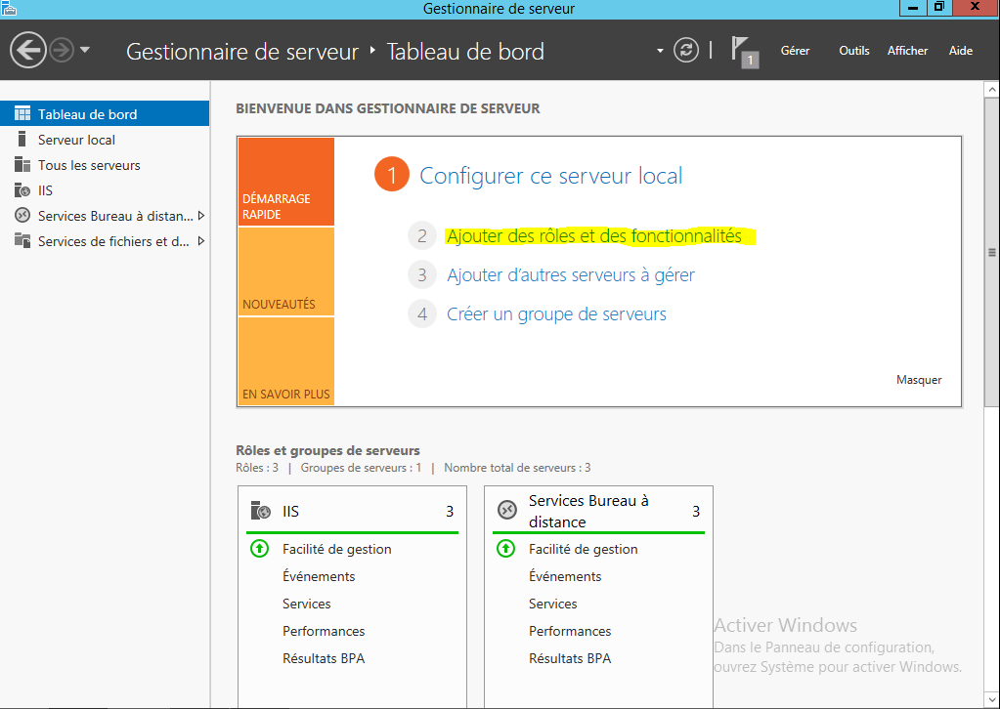 Gestionnaire de serveur
Gestionnaire de serveur ‣ Tableau de bord
1
Gérer
Outils
Afficher
Aide
Tableau de bord
Serveur local
Tous les serveurs
IIS
Services Bureau à distan...
Services de fichiers et d...
BIENVENUE DANS GESTIONNAIRE DE SERVEUR
DÉMARRAGE
RAPIDE
NOUVEAUTÉS
EN SAVOIR PLUS
1 Configurer ce serveur local
2 Ajouter des rôles et des fonctionnalités
3 Ajouter d'autres serveurs à gérer
4 Créer un groupe de serveurs
Masquer
Rôles et groupes de serveurs
Rôles : 3 | Groupes de serveurs : 1 | Nombre total de serveurs : 3
IIS 3
Facilité de gestion
Événements
Services
Performances
Résultats BPA
Services Bureau à
distance 3
Facilité de gestion
Événements
Services
Performances
Résultats BPA
Activer Windows
Dans le Panneau de configuration,
ouvrez Système pour activer Windows.